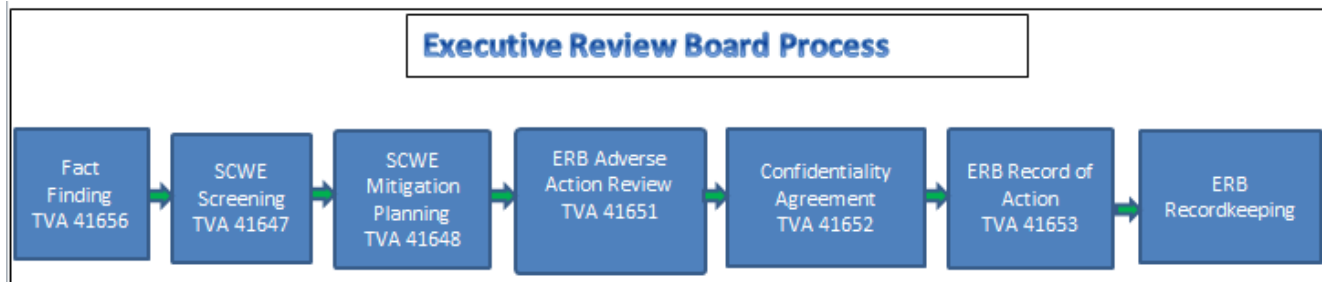 Executive Review Board Process
Fact
Finding
TVA 41656
SCWE
Screening
TVA 41647
SCWE
Mitigation
Planning
TVA 41648
ERB Adverse
Action Review
TVA 41651
Confidentiality
Agreement
TVA 41652
ERB Record of
Action
TVA 41653
ERB
Recordkeeping